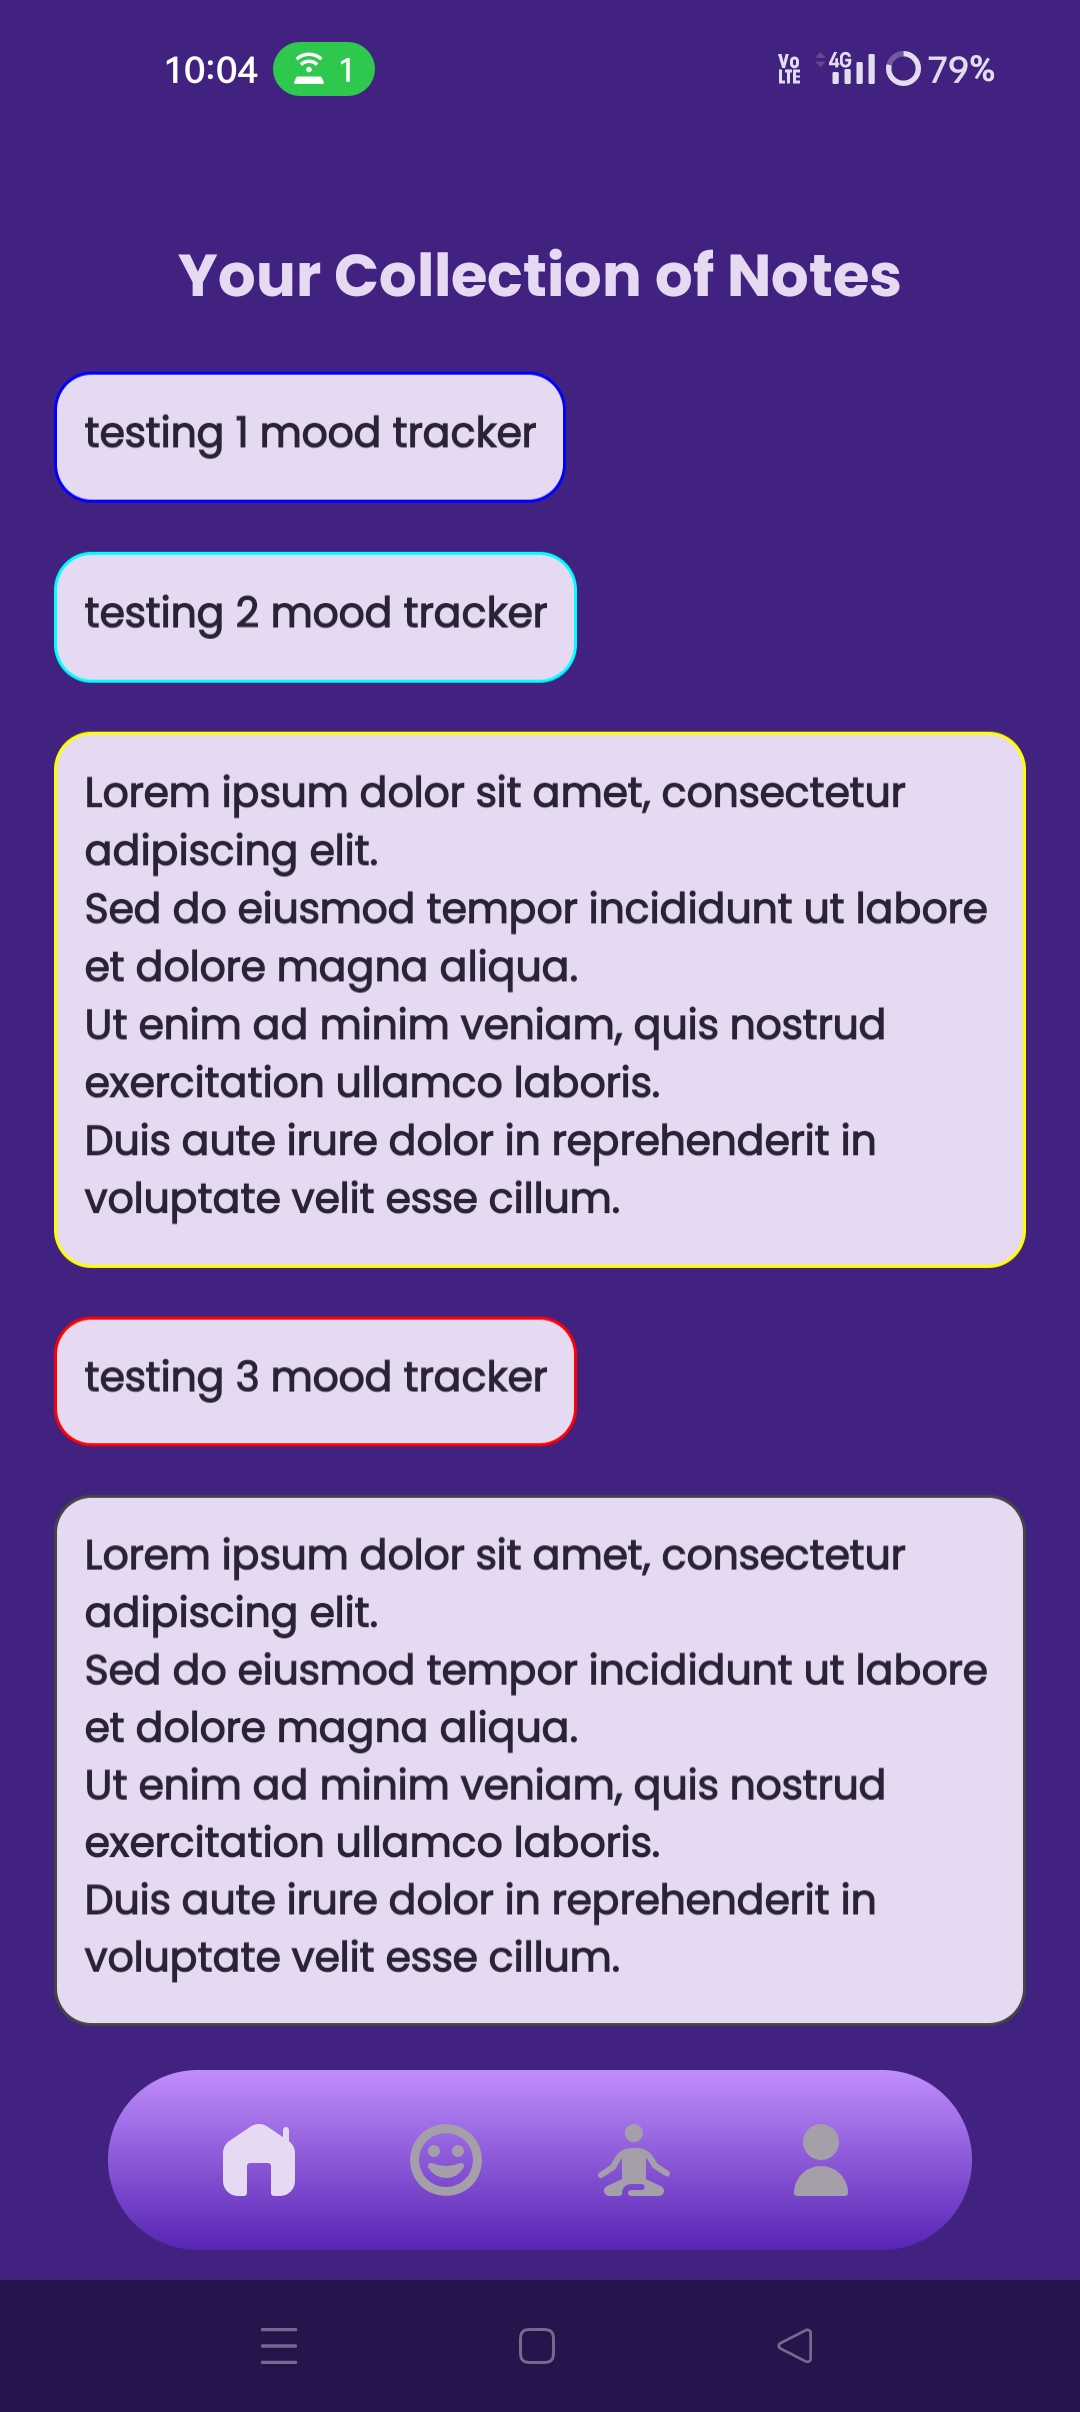 10:04
1
Vo
LTE
4G
79%
Your Collection of Notes
testing 1 mood tracker
testing 2 mood tracker
Lorem ipsum dolor sit amet, consectetur
adipiscing elit.
Sed do eiusmod tempor incididunt ut labore
et dolore magna aliqua.
Ut enim ad minim veniam, quis nostrud
exercitation ullamco laboris.
Duis aute irure dolor in reprehenderit in
voluptate velit esse cillum.
testing 3 mood tracker
Lorem ipsum dolor sit amet, consectetur
adipiscing elit.
Sed do eiusmod tempor incididunt ut labore
et dolore magna aliqua.
Ut enim ad minim veniam, quis nostrud
exercitation ullamco laboris.
Duis aute irure dolor in reprehenderit in
voluptate velit esse cillum.